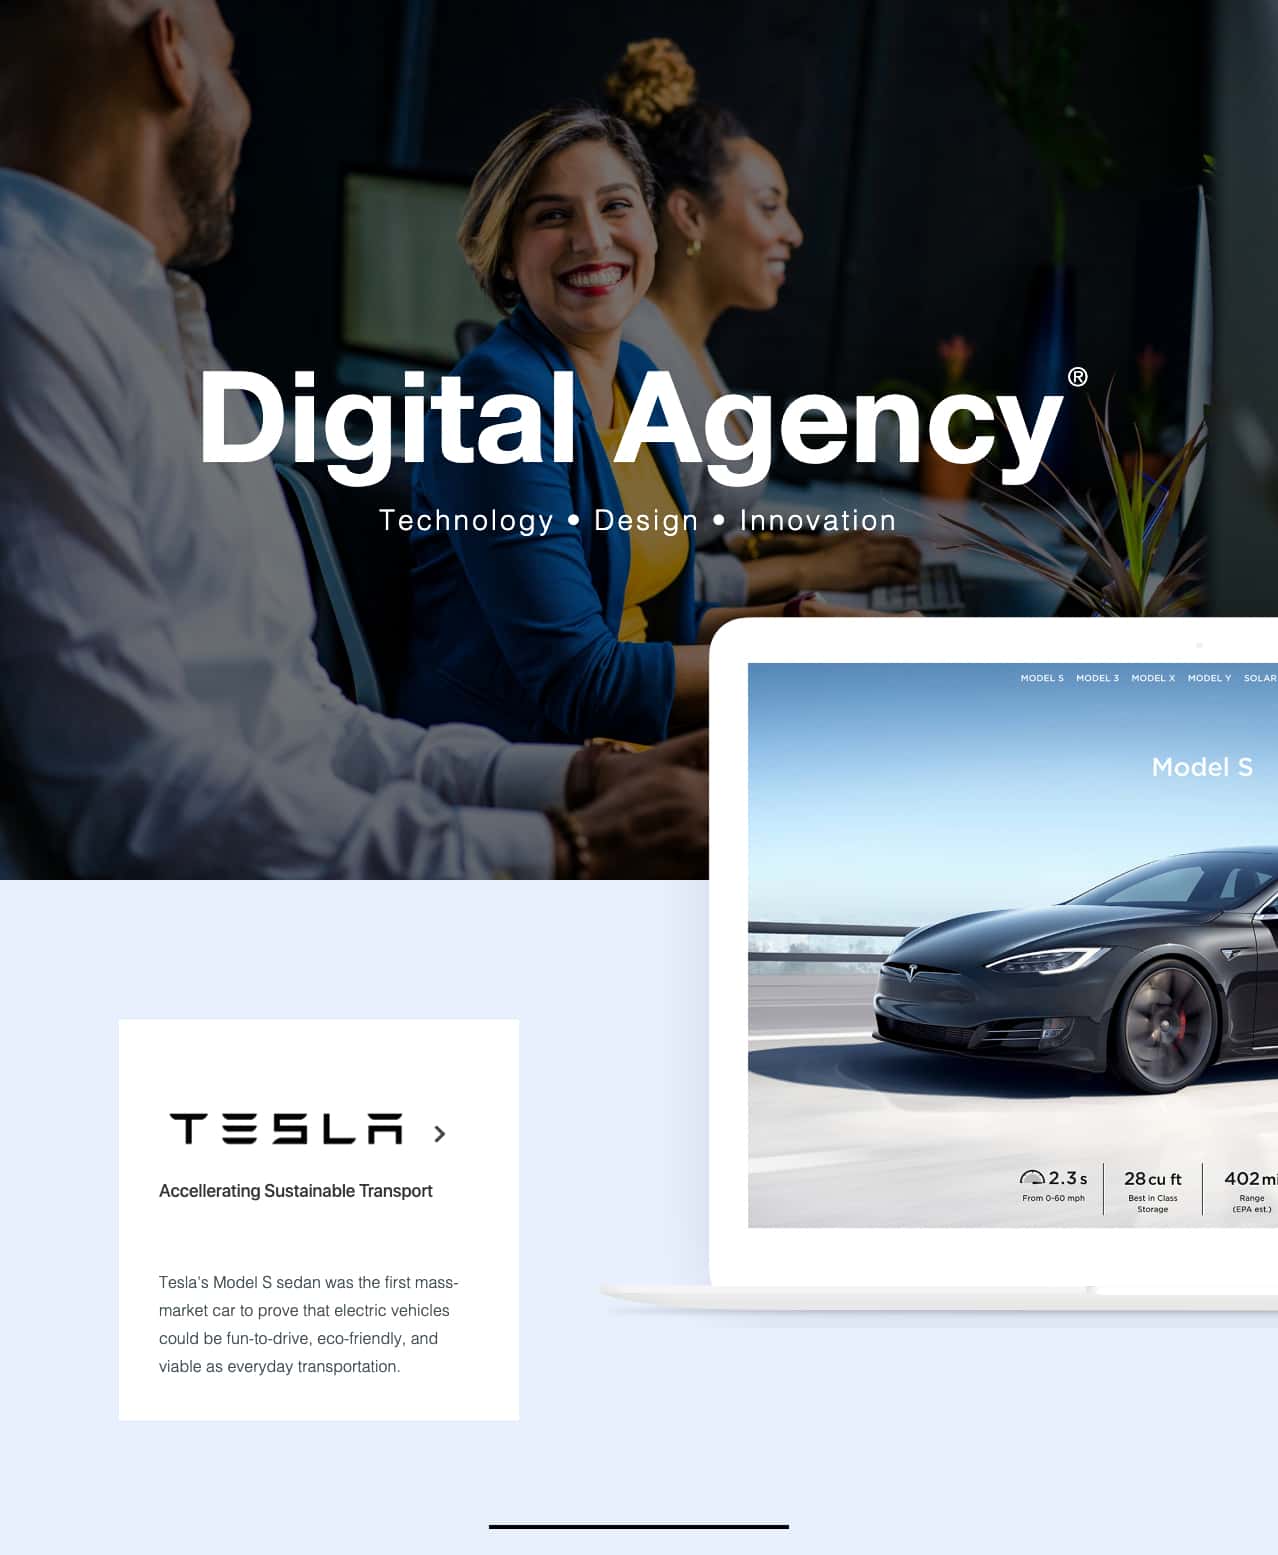 Digital Agency®
Technology • Design • Innovation
MODEL S MODEL 3 MODEL X MODEL Y SOLAR
Model S
2.3 s
From 0-60 mph
28 cu ft
Best in Class
Storage
402 mi
Range
(EPA est.)
TESLA
Accellerating Sustainable Transport
Tesla's Model S sedan was the first mass-
market car to prove that electric vehicles
could be fun-to-drive, eco-friendly, and
viable as everyday transportation.